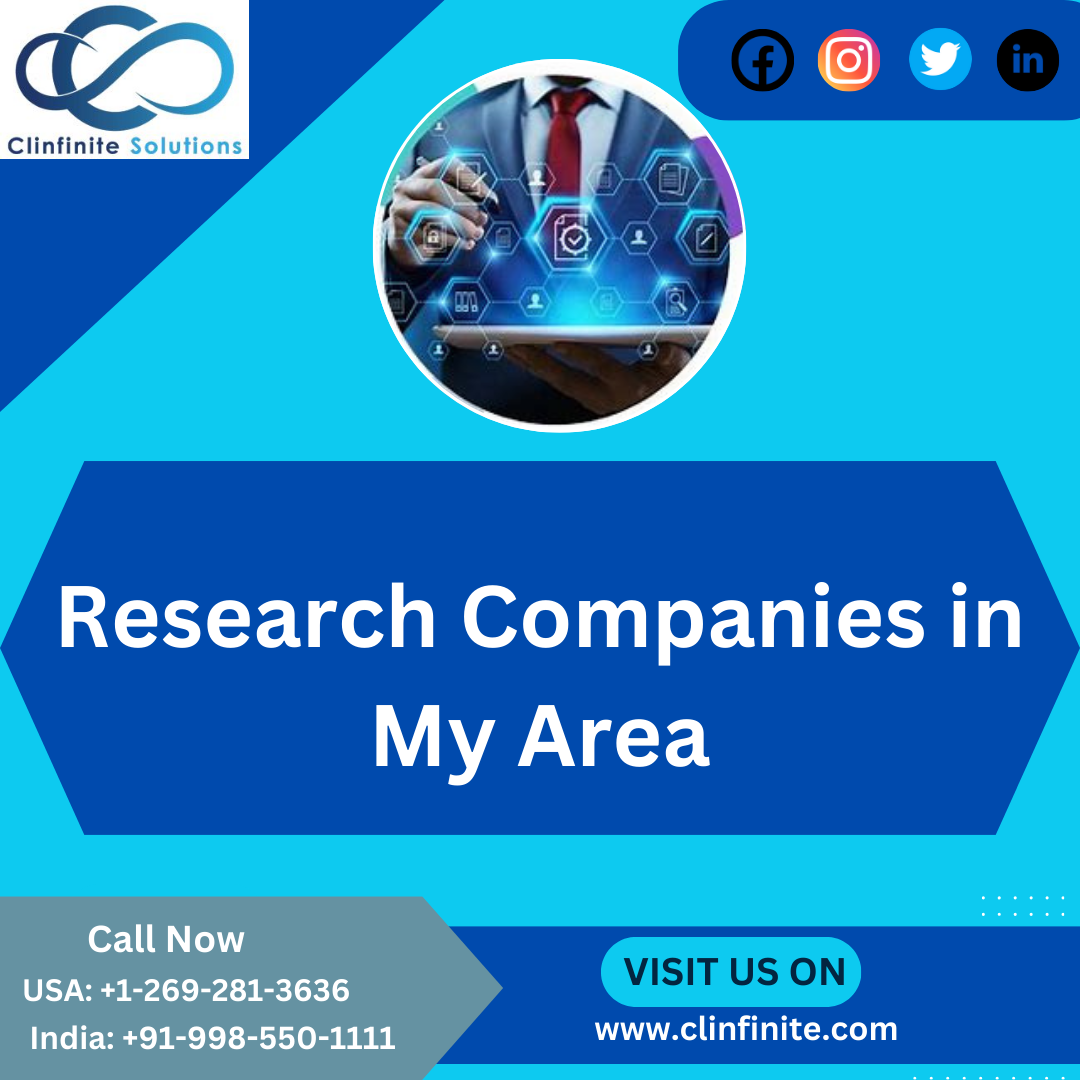 Clinfinite Solutions
Research Companies in
My Area
Call Now
USA: +1-269-281-3636
India: +91-998-550-1111
VISIT US ON
www.clinfinite.com